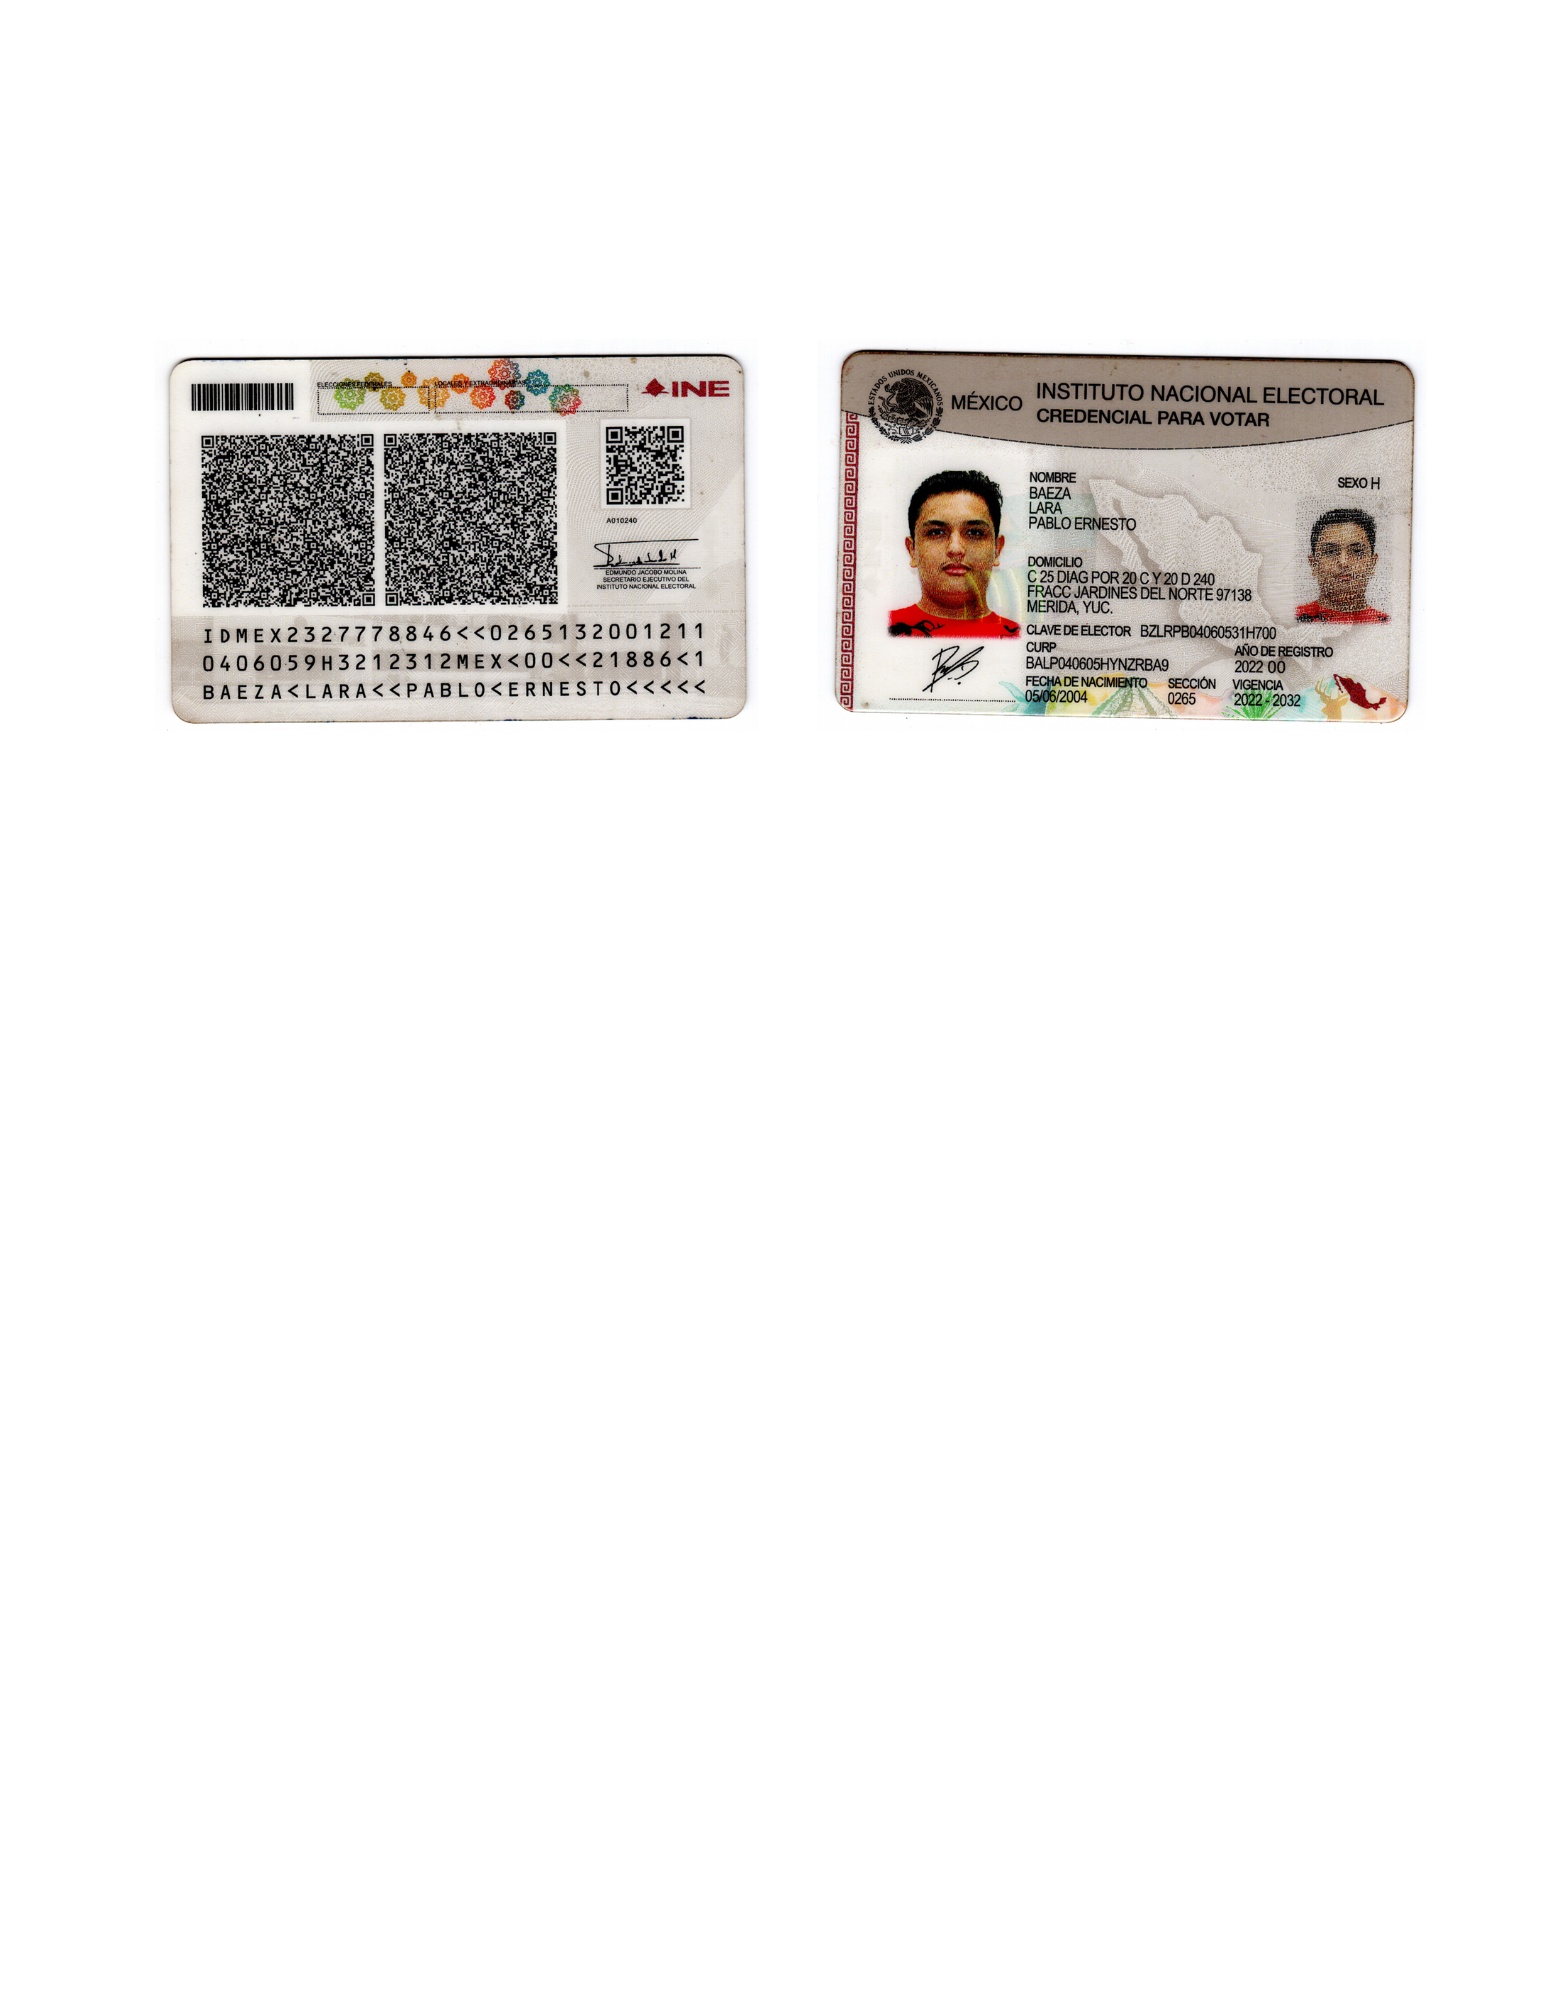 ELECCIONES FEDERALES
LOCALES Y EXTRAORDINARIAS
INE
A010240
EDMUNDO JACOBO MOLINA
SECRETARIO EJECUTIVO DEL
INSTITUTO NACIONAL ELECTORAL
IDMEX2327778846<<0265132001211
0406059H3212312MEX<00<<21886<1
BAEZA<LARA<<PABLO<ERNESTO<<<<<
ESTADOS UNIDOS MEXICANOS
MÉXICO
INSTITUTO NACIONAL ELECTORAL
CREDENCIAL PARA VOTAR
NOMBRE
BAEZA
LARA
PABLO ERNESTO
SEXO H
DOMICILIO
C 25 DIAG POR 20 C Y 20 D 240
FRACC JARDINES DEL NORTE 97138
MERIDA, YUC.
CLAVE DE ELECTOR BZLRPB04060531H700
CURP
BALP040605HYNZRBA9
AÑO DE REGISTRO
2022 00
FECHA DE NACIMIENTO
05/06/2004
SECCIÓN
0265
VIGENCIA
2022 - 2032